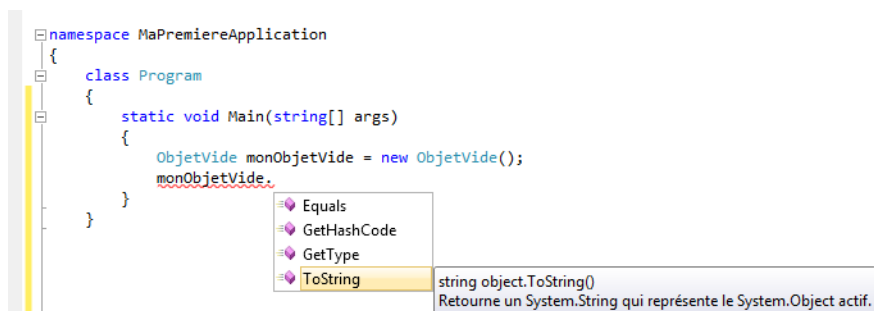 namespace MaPremiereApplication
{
class Program
{
static void Main(string[] args)
{
ObjetVide monObjetVide = new ObjetVide();
monObjetVide.
}
}
Equals
GetHashCode
GetType
ToString
string object.ToString()
Retourne un System.String qui représente le System.Object actif.